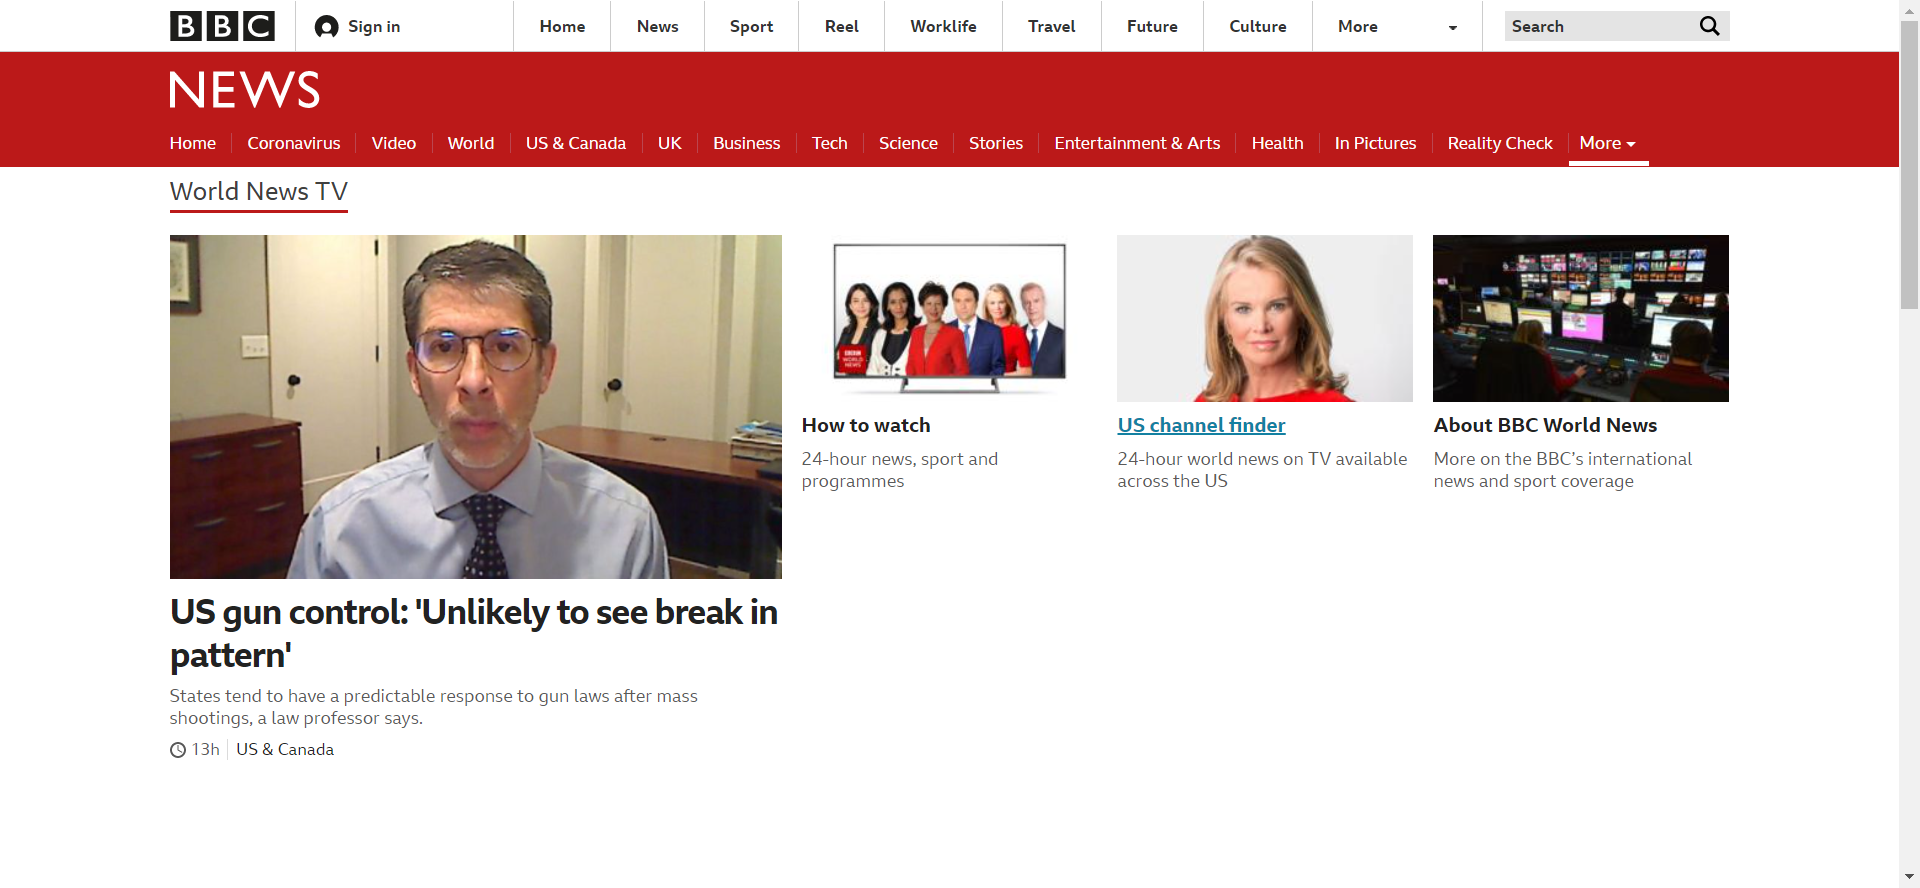 BBC
Sign in
Home
News
Sport
Reel
Worklife
Travel
Future
Culture
More
Search
NEWS
Home
Coronavirus
Video
World
US & Canada
UK
Business
Tech
Science
Stories
Entertainment & Arts
Health
In Pictures
Reality Check
More
World News TV
US gun control: 'Unlikely to see break in
pattern'
States tend to have a predictable response to gun laws after mass
shootings, a law professor says.
13h
US & Canada
BBC
WORLD
NEWS
How to watch
24-hour news, sport and
programmes
US channel finder
24-hour world news on TV available
across the US
About BBC World News
More on the BBC’s international
news and sport coverage